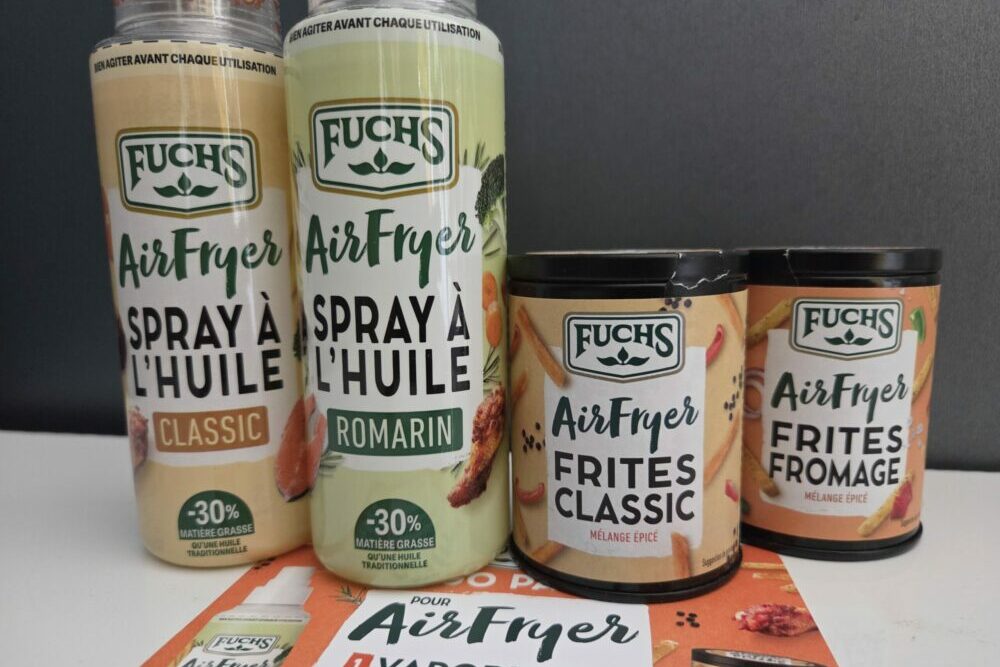 BIEN AGITER AVANT CHAQUE UTILISATION
FUCHS
AirFryer
SPRAY À
L'HUILE
CLASSIC
-30%
MATIÈRE GRASSE
QU'UNE HUILE
TRADITIONNELLE
BIEN AGITER AVANT CHAQUE UTILISATION
FUCHS
AirFryer
SPRAY À
L'HUILE
ROMARIN
-30%
MATIÈRE GRASSE
QU'UNE HUILE
TRADITIONNELLE
FUCHS
AirFryer
FRITES
CLASSIC
MÉLANGE ÉPICÉ
FUCHS
AirFryer
FRITES
FROMAGE
MÉLANGE ÉPICÉ
POUR
AirFryer
1
FUCHS
AirFryer